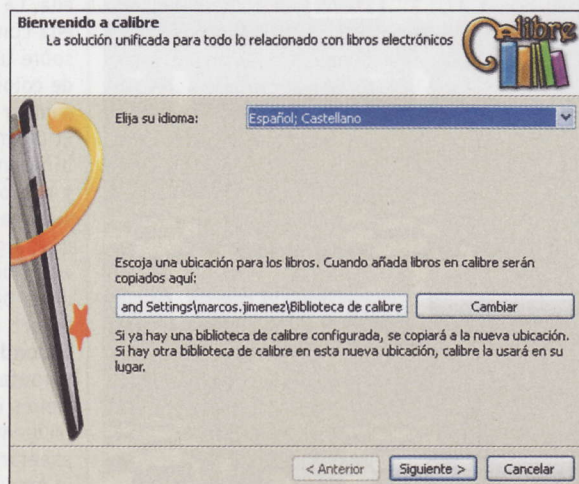 Bienvenido a calibre
La solución unificada para todo lo relacionado con libros electrónicos
Calibre
Elija su idioma:
Español; Castellano
Escoja una ubicación para los libros. Cuando añada libros en calibre serán
copiados aquí:
and Settings\marcos.jimenez\Biblioteca de calibre
Cambiar
Si ya hay una biblioteca de calibre configurada, se copiará a la nueva ubicación.
Si hay otra biblioteca de calibre en esta nueva ubicación, calibre la usará en su
lugar.
< Anterior
Siguiente >
Cancelar